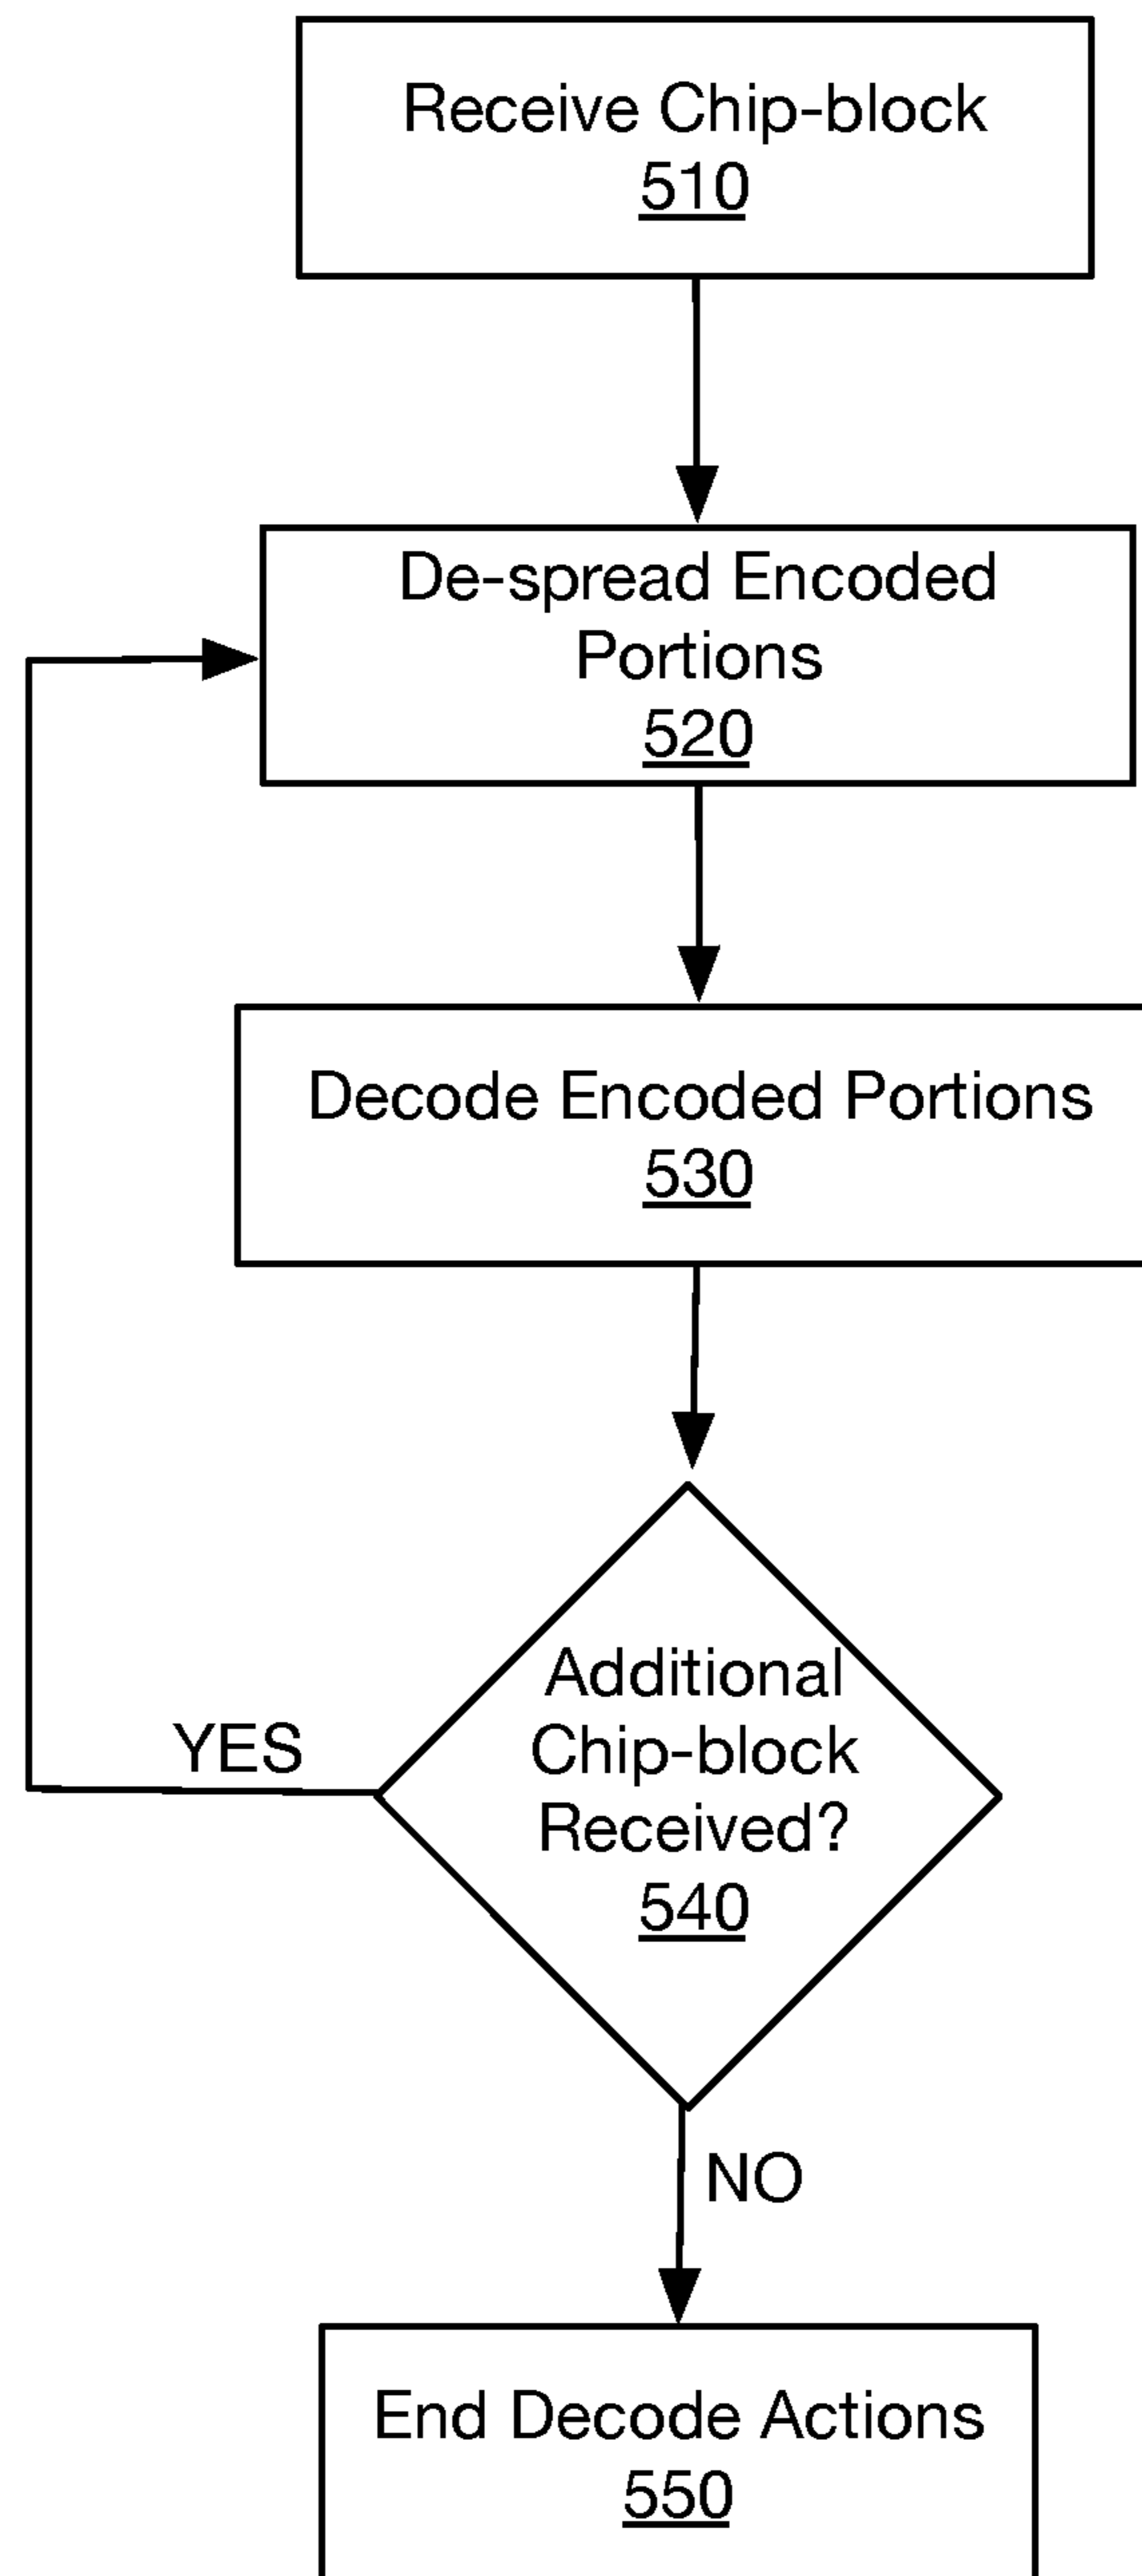 Receive Chip-block
510
De-spread Encoded
Portions
520
Decode Encoded Portions
530
Additional
Chip-block
Received?
540
YES
NO
End Decode Actions
550